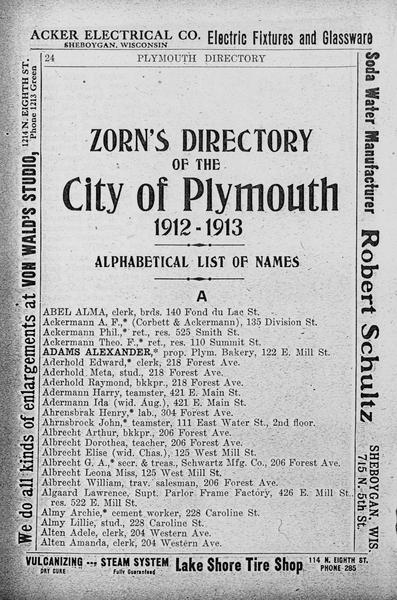 ACKER ELECTRICAL CO. Electric Fixtures and Glassware
SHEBOYGAN, WISCONSIN
24 PLYMOUTH DIRECTORY
ZORN'S DIRECTORY
OF THE
City of Plymouth
1912-1913
ALPHABETICAL LIST OF NAMES
A
ABEL ALMA, clerk, brds. 140 Fond du Lac St.
Ackermann A. F.,* (Corbett & Ackermann), 135 Division St.
Ackermann Phil.,* ret., res. 525 Smith St.
Ackermann Theo. F.,* ret., res. 110 Summit St.
ADAMS ALEXANDER,* prop. Plym. Bakery, 122 E. Mill St.
Aderhold Edward,* clerk, 218 Forest Ave.
Aderhold Meta, stud., 218 Forest Ave.
Aderhold Raymond, bkkpr., 218 Forest Ave.
Adermann Harry, teamster, 421 E. Main St.
Adermann Ida (wid. Aug.), 421 E. Main St.
Ahrensbrak Henry,* lab., 304 Forest Ave.
Ahrnsbrock John,* teamster, 111 East Water St., 2nd floor.
Albrecht Arthur, bkkpr., 206 Forest Ave.
Albrecht Dorothea, teacher, 206 Forest Ave.
Albrecht Elise (wid. Chas.), 125 West Mill St.
Albrecht G. A.,* secr. & treas., Schwartz Mfg. Co., 206 Forest Ave.
Albrecht Leona Miss, 125 West Mill St.
Albrecht William, trav. salesman, 206 Forest Ave.
Algaard Lawrence, Supt. Parlor Frame Factory, 426 E. Mill St.
res. 522 E. Mill St.
Almy Archie,* cement worker, 228 Caroline St.
Almy Lillie, stud., 228 Caroline St.
Alten Adele, clerk, 204 Western Ave.
Alten Amanda, clerk, 204 Western Ave.
We do all kinds of enlargements at VON WALD'S STUDIO,
1214 N. EIGHTH ST.
Phone 1213 Green
Soda Water Manufacturer Robert Schultz
SHEBOYGAN, WIS.
715 N. 5th St.
VULCANIZING --- STEAM SYSTEM Lake Shore Tire Shop 114 N. EIGHTH ST.
DRY CURE Fully Guaranteed PHONE 285